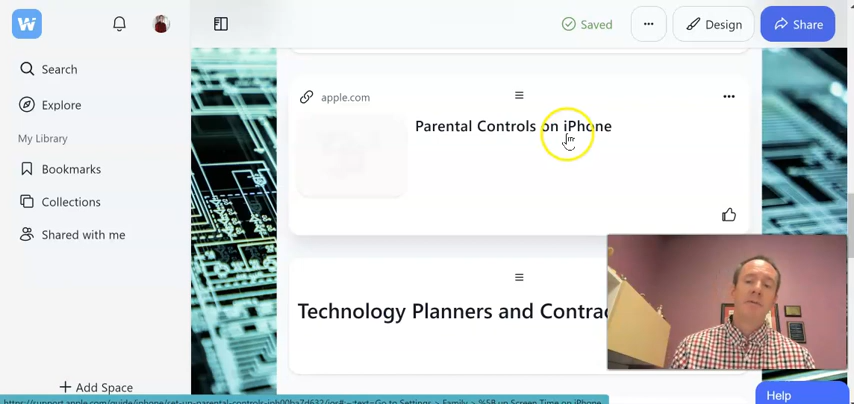 W
Saved
...
Design
Share
Search
Explore
My Library
Bookmarks
Collections
Shared with me
apple.com
...
Parental Controls on iPhone
Technology Planners and Contra
+ Add Space
Help